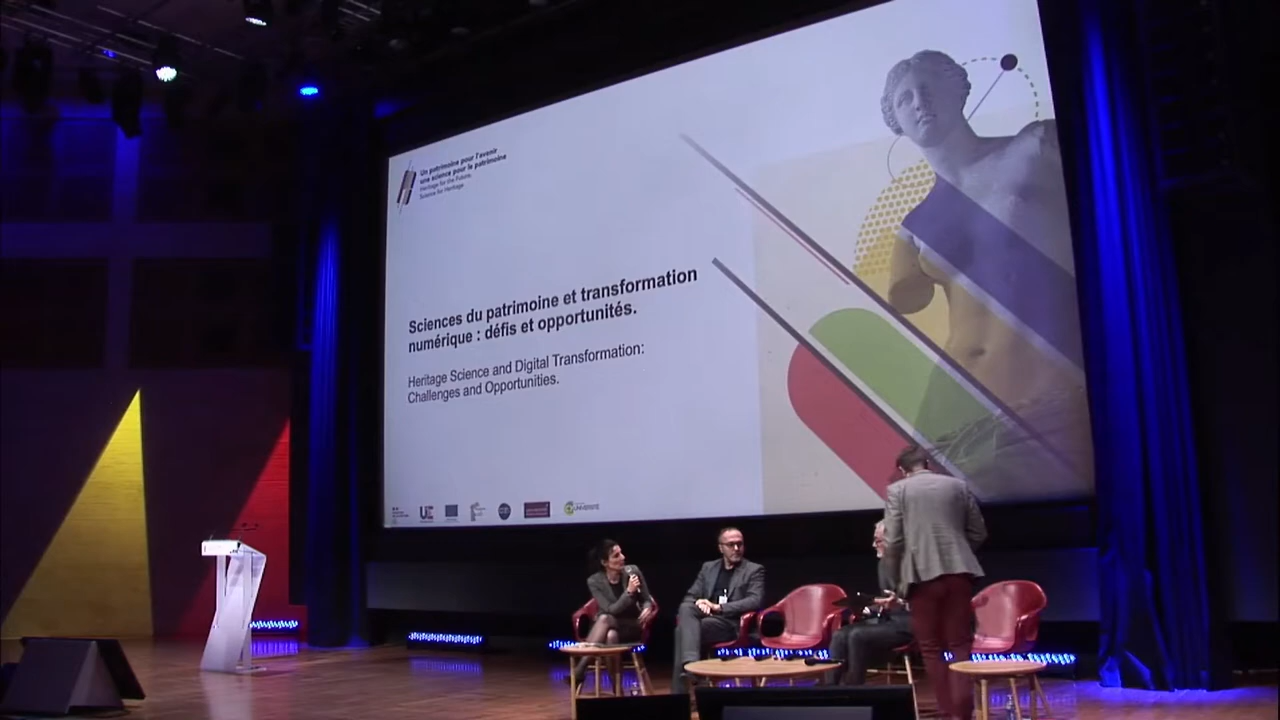 Un patrimoine pour l'avenir
une science pour le patrimoine
Heritage for the Future,
Science for Heritage
Sciences du patrimoine et transformation
numérique : défis et opportunités.
Heritage Science and Digital Transformation:
Challenges and Opportunities.
UNIVERSITÉ